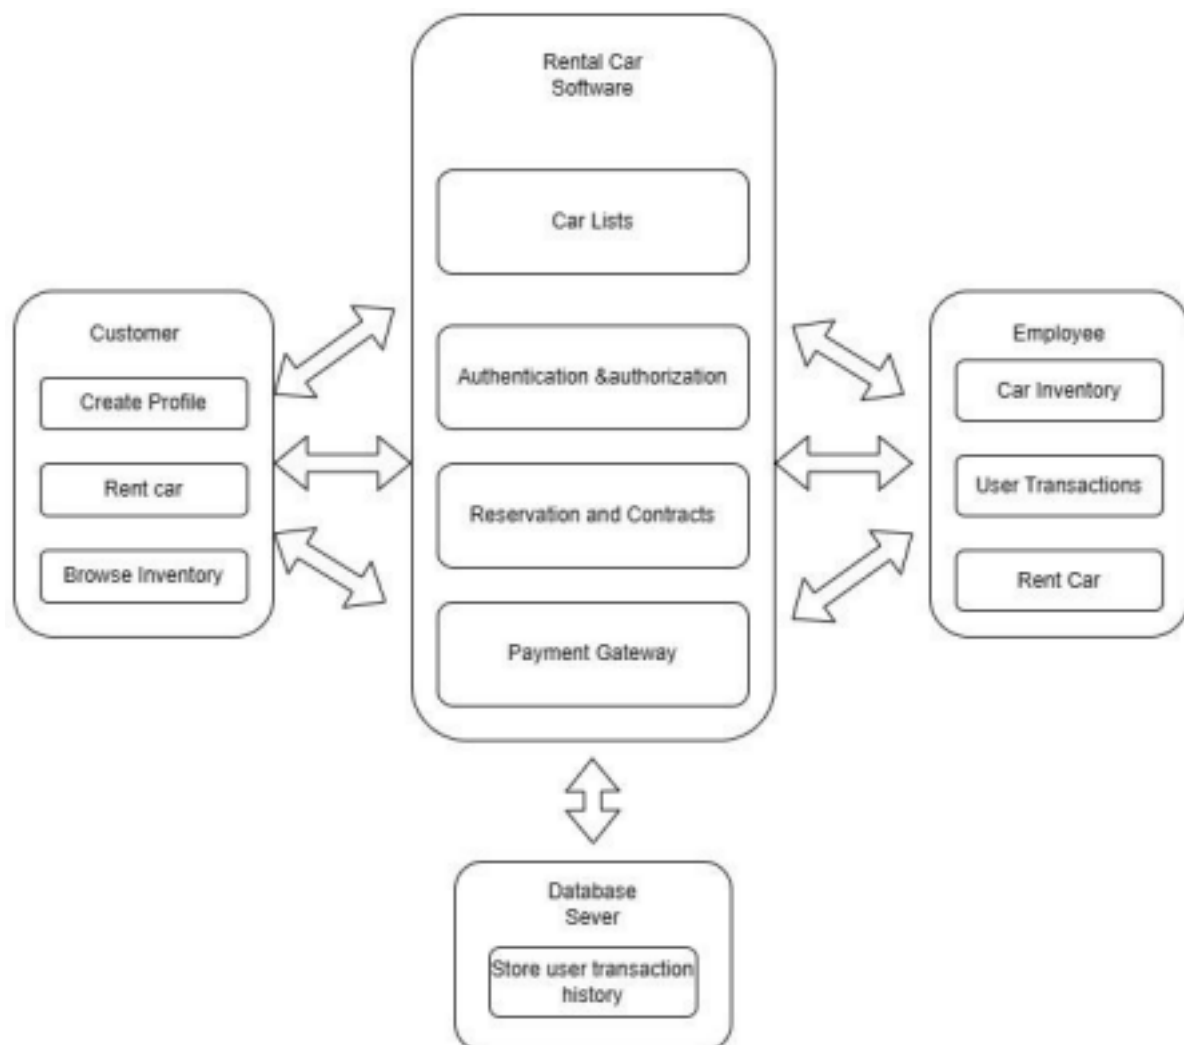 Rental Car
Software
Car Lists
Authentication &authorization
Reservation and Contracts
Payment Gateway
Customer
Create Profile
Rent car
Browse Inventory
Employee
Car Inventory
User Transactions
Rent Car
Database
Sever
Store user transaction
history